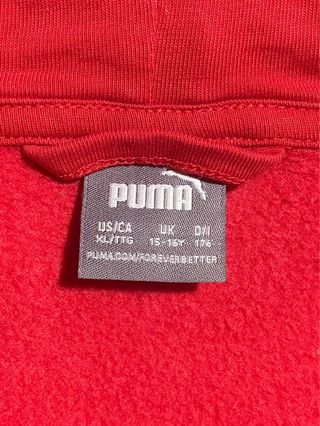 PUMA
US/CA UK D/I
XL/TTG 15-16Y 176
PUMA.COM/FOREVERBETTER